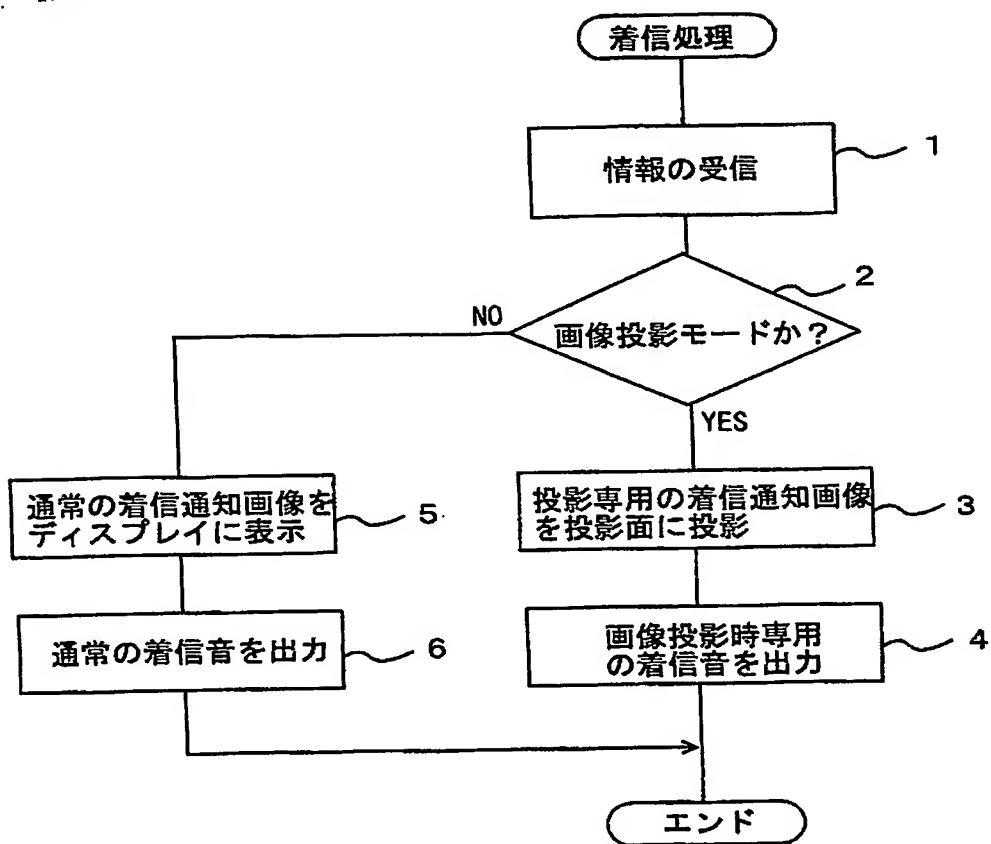 着信処理
情報の受信
1
画像投影モードか？
2
NO
YES
通常の着信通知画像を
ディスプレイに表示
5
投影専用の着信通知画像
を投影面に投影
3
通常の着信音を出力
6
画像投影時専用
の着信音を出力
4
エンド